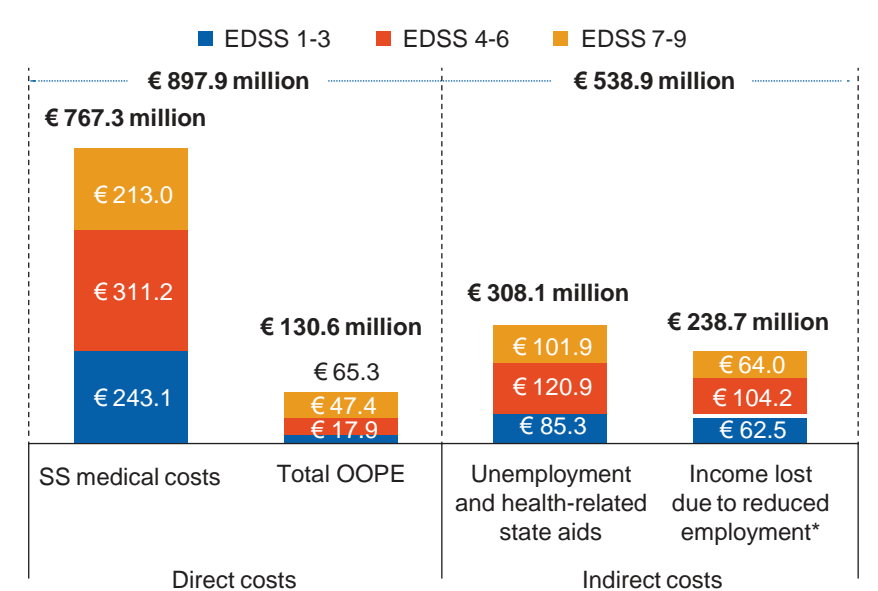 EDSS 1-3 EDSS 4-6 EDSS 7-9
€ 897.9 million
€ 538.9 million
€ 767.3 million
€ 213.0
€ 311.2
€ 243.1
€ 130.6 million
€ 65.3
€ 47.4
€ 17.9
€ 308.1 million
€ 101.9
€ 120.9
€ 85.3
€ 238.7 million
€ 64.0
€ 104.2
€ 62.5
SS medical costs
Total OOPE
Unemployment
and health-related
state aids
Income lost
due to reduced
employment*
Direct costs
Indirect costs